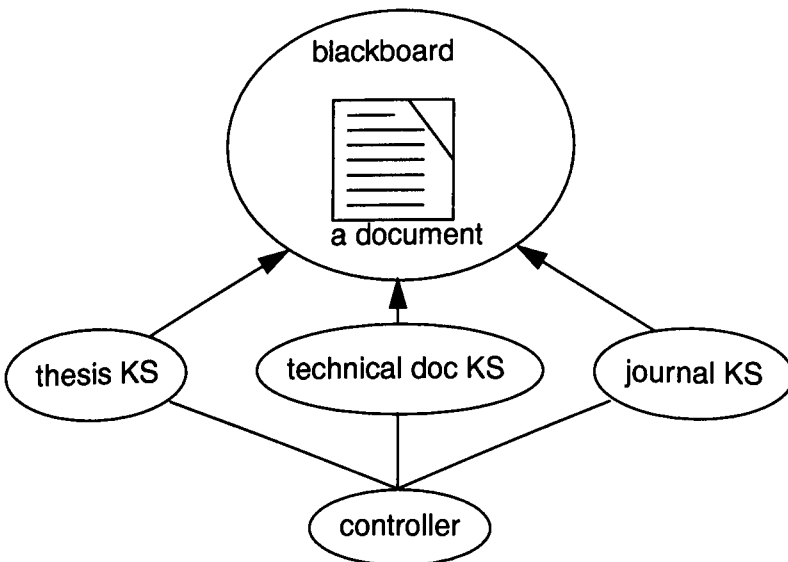 blackboard
a document
thesis KS
technical doc KS
journal KS
controller